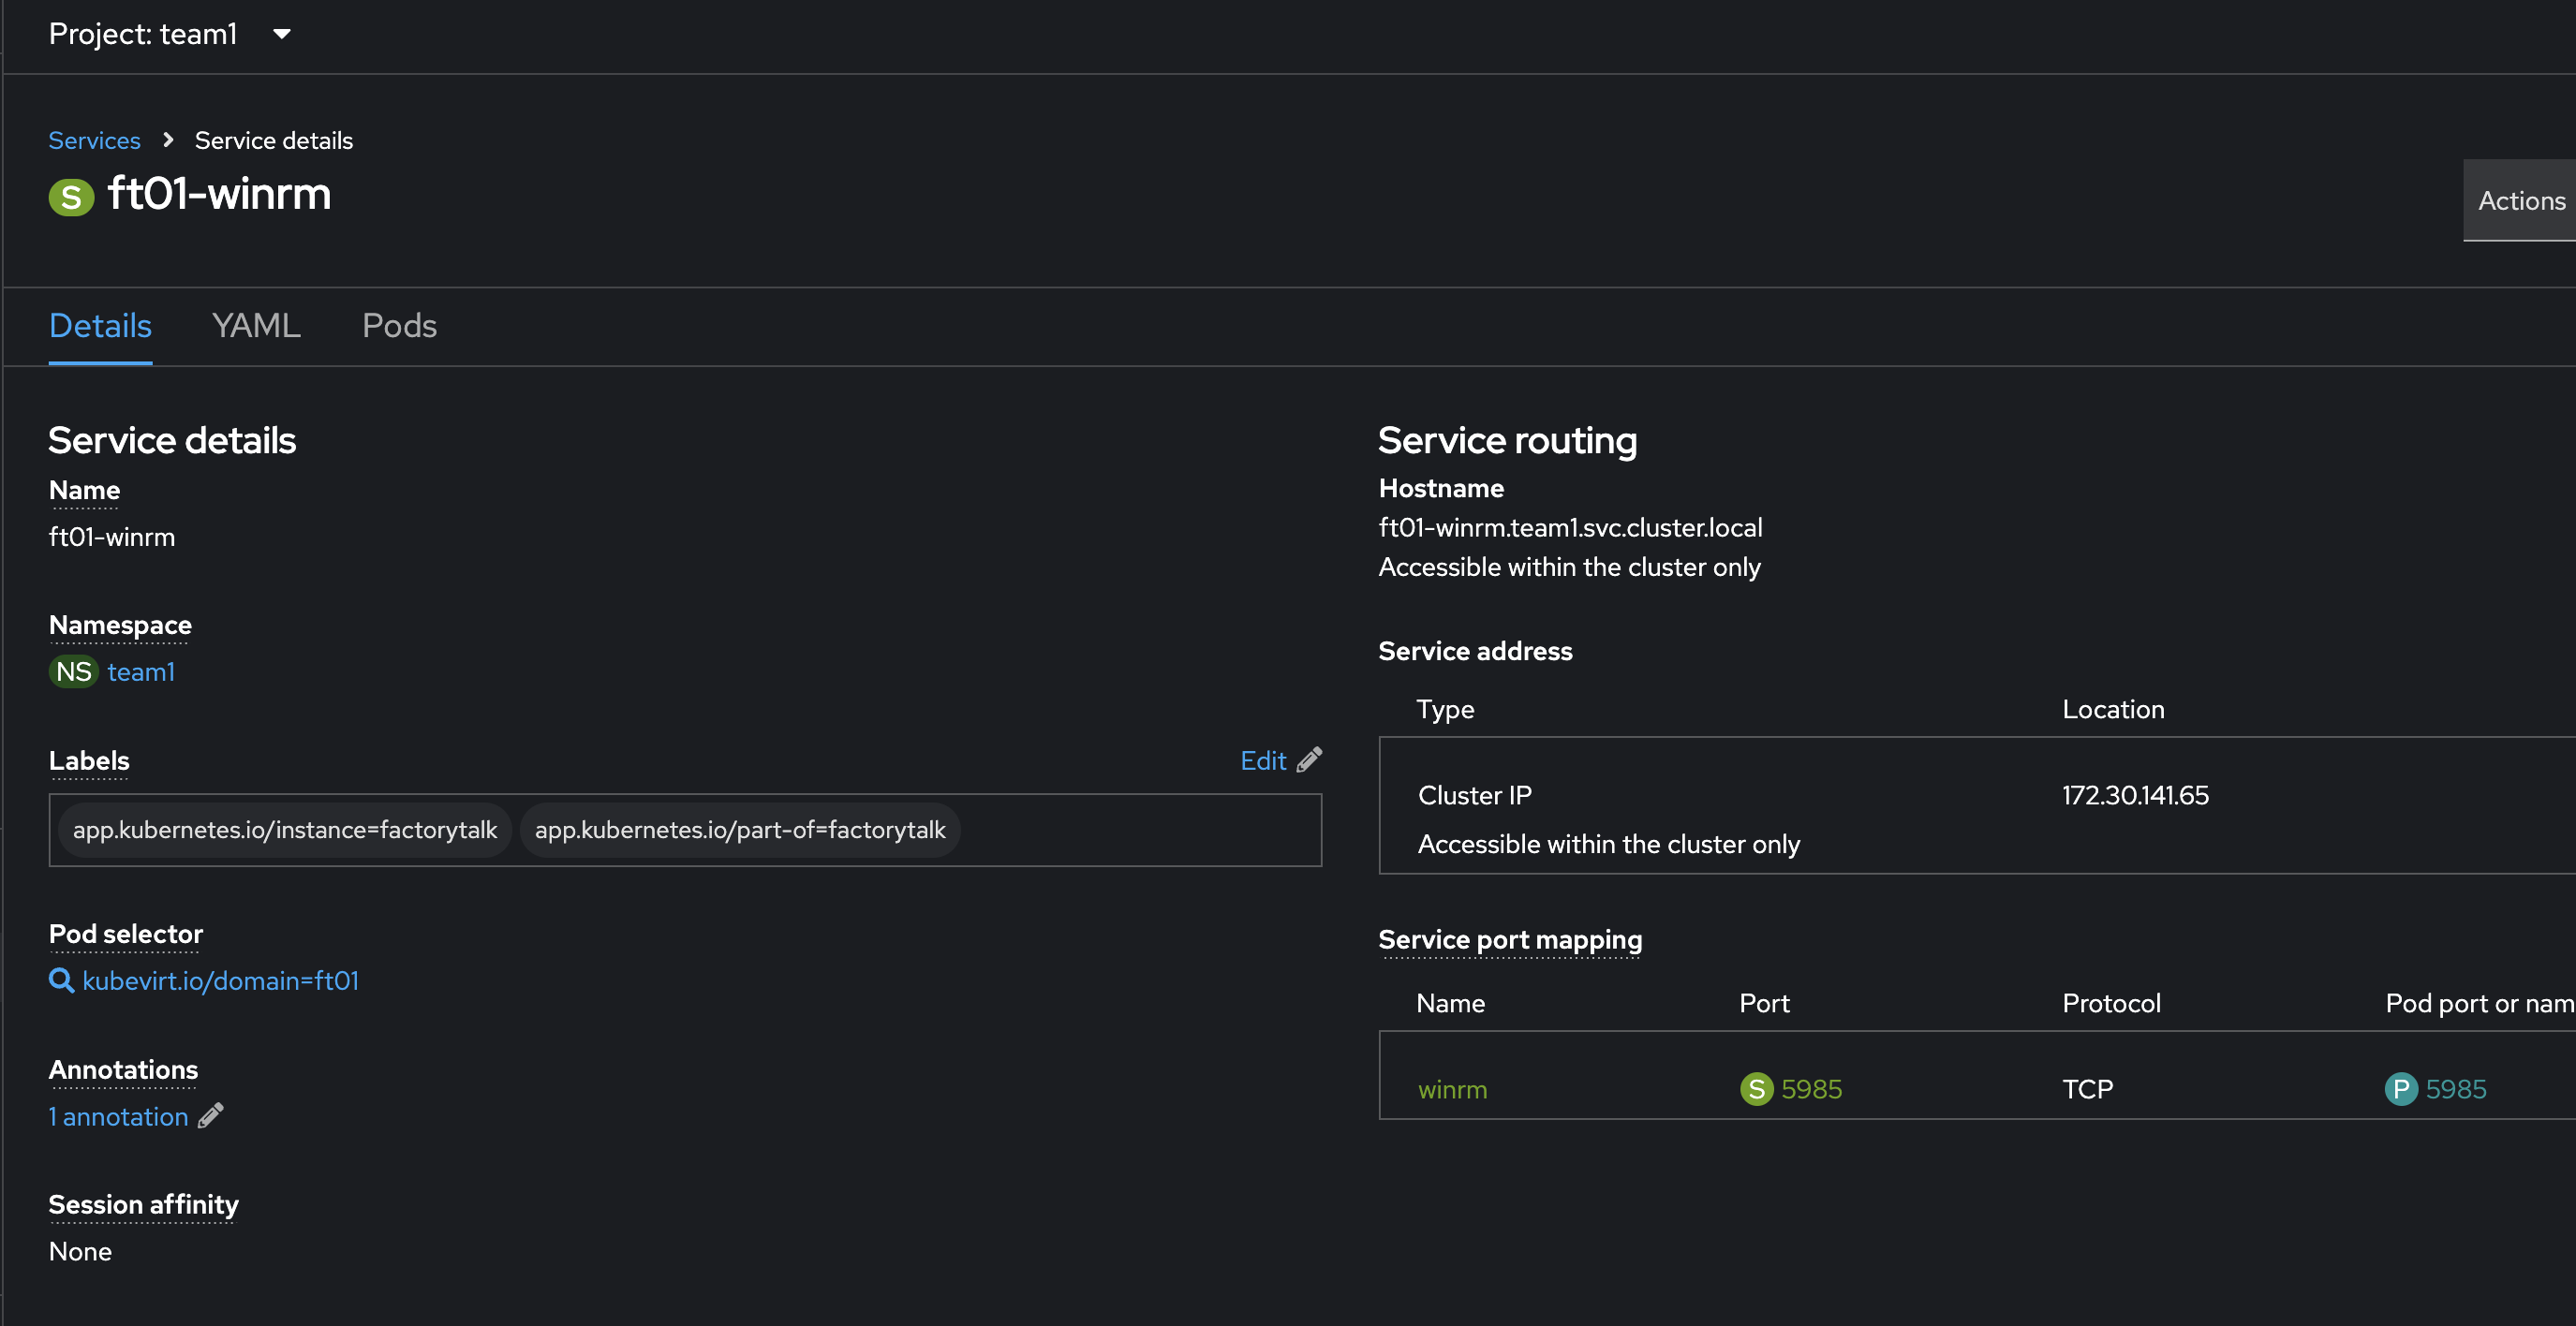 Project: team1
Services > Service details
S ft01-winrm
Actions
Details YAML Pods
Service details
Name
ft01-winrm
Namespace
NS team1
Labels
Edit
app.kubernetes.io/instance=factorytalk app.kubernetes.io/part-of=factorytalk
Pod selector
kubevirt.io/domain=ft01
Annotations
1 annotation
Session affinity
None
Service routing
Hostname
ft01-winrm.team1.svc.cluster.local
Accessible within the cluster only
Service address
Type Location
Cluster IP 172.30.141.65
Accessible within the cluster only
Service port mapping
Name Port Protocol Pod port or nam
winrm S 5985 TCP P 5985